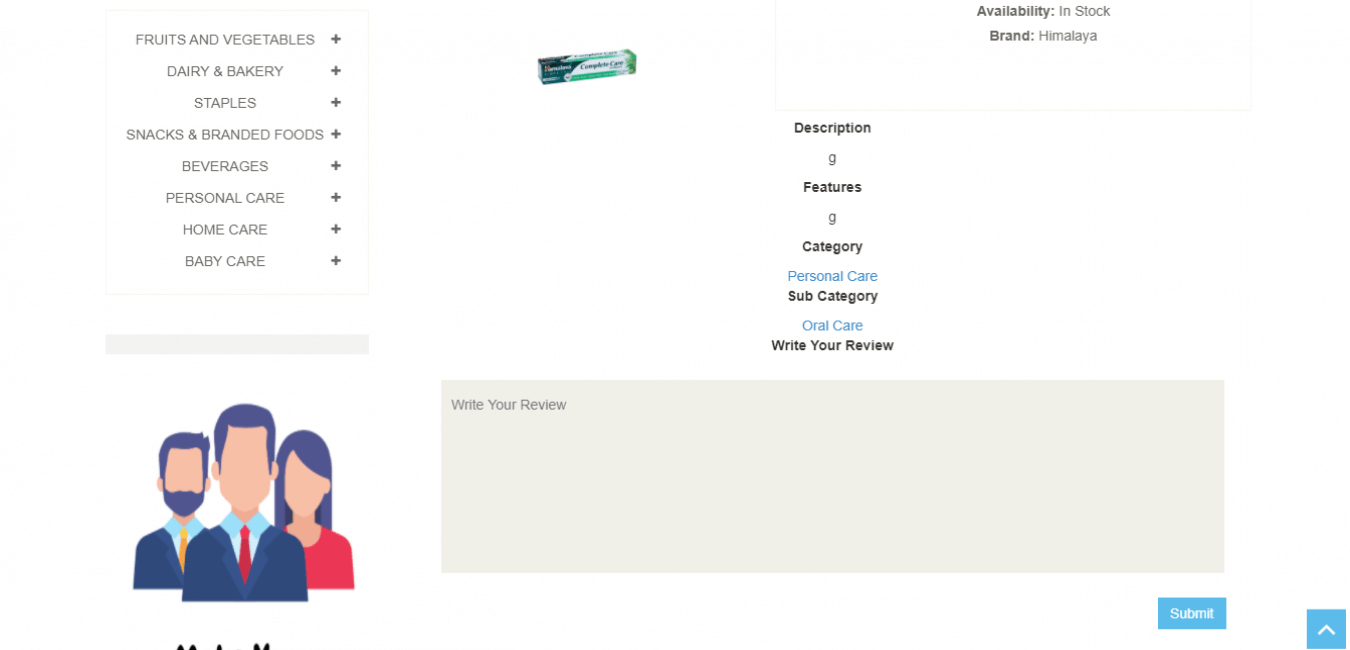 FRUITS AND VEGETABLES
DAIRY & BAKERY
STAPLES
SNACKS & BRANDED FOODS
BEVERAGES
PERSONAL CARE
HOME CARE
BABY CARE
Himalaya
Complete Care
Availability: In Stock
Brand: Himalaya
Description
g
Features
g
Category
Personal Care
Sub Category
Oral Care
Write Your Review
Write Your Review
Submit